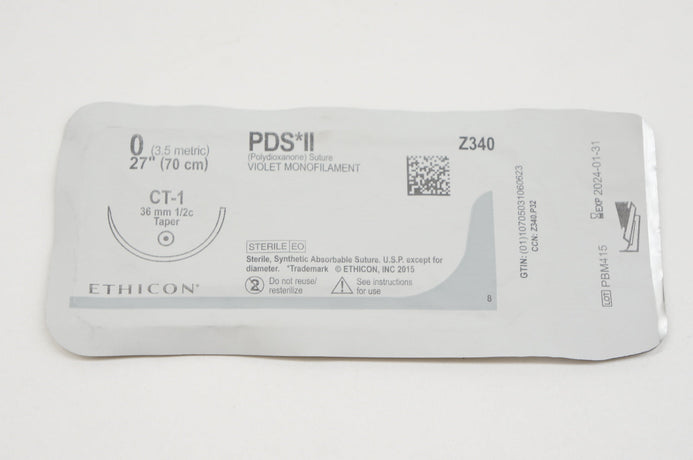 0 (3.5 metric)
27" (70 cm)
CT-1
36 mm 1/2c
Taper
ETHICON*
PDS*II
(Polydioxanone) Suture
VIOLET MONOFILAMENT
Z340
STERILE EO
Sterile, Synthetic Absorbable Suture. U.S.P. except for
diameter. *Trademark © ETHICON, INC 2015
2 Do not reuse/
resterilize
See instructions
for use
8
GTIN: (01)10705031060623
CCN: Z340.P32
EXP 2024-01-31
LOT PBM415